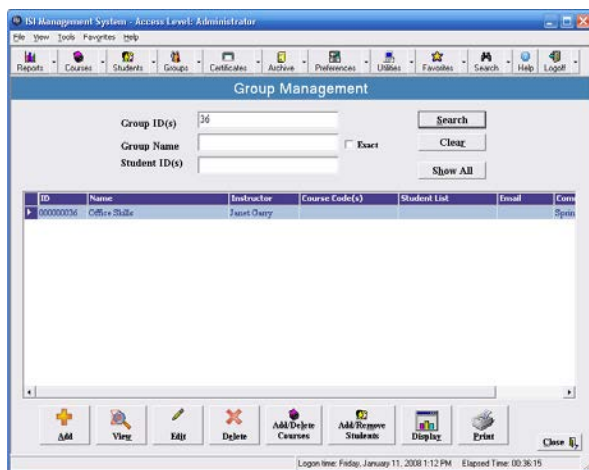 ISI Management System - Access Level: Administrator
File View Tools Favorites Help
Reports Courses Students Groups Certificates Archive Preferences Utilities Favorites Search Help Logoff
Group Management
Group ID(s) 36 Search
Group Name Exact Clear
Student ID(s) Show All
ID Name Instructor Course Code(s) Student List Email Com
000000036 Office Skills Janet Garry Sprin
Add View Edit Delete Add/Delete Courses Add/Remove Students Display Print Close
Logon time: Friday, January 11, 2008 1:12 PM Elapsed Time: 00:36:15